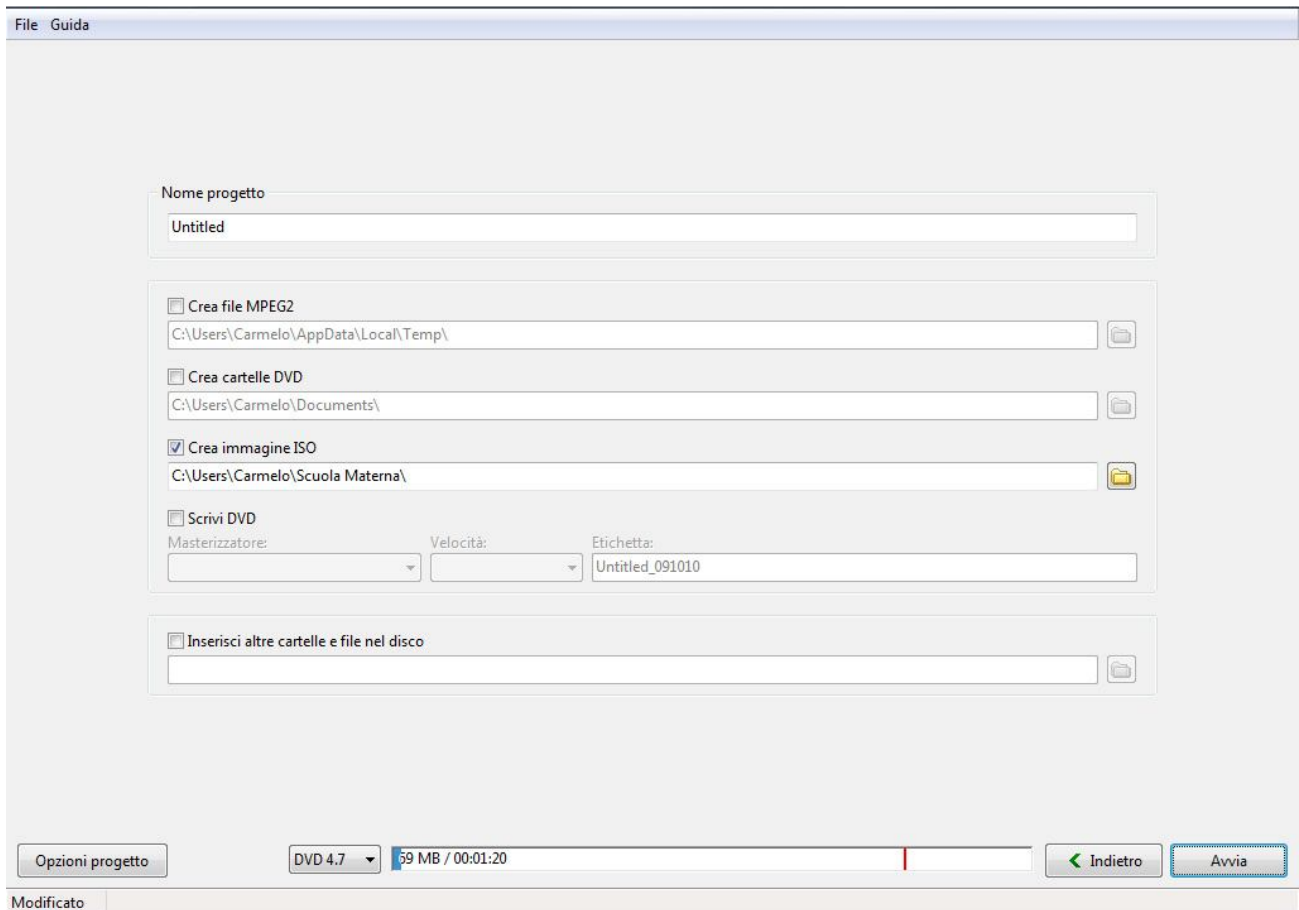 File Guida
Nome progetto
Untitled
Crea file MPEG2
C:\Users\Carmelo\AppData\Local\Temp\
Crea cartelle DVD
C:\Users\Carmelo\Documents\
Crea immagine ISO
C:\Users\Carmelo\Scuola Materna\
Scrivi DVD
Masterizzatore: Velocità: Etichetta:
Untitled_091010
Inserisci altre cartelle e file nel disco
Opzioni progetto DVD 4.7 59 MB / 00:01:20 Indietro Avvia
Modificato